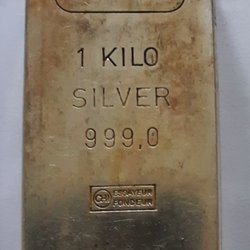 1 KILO
SILVER
999,0
ESSAYEUR
FONDEUR